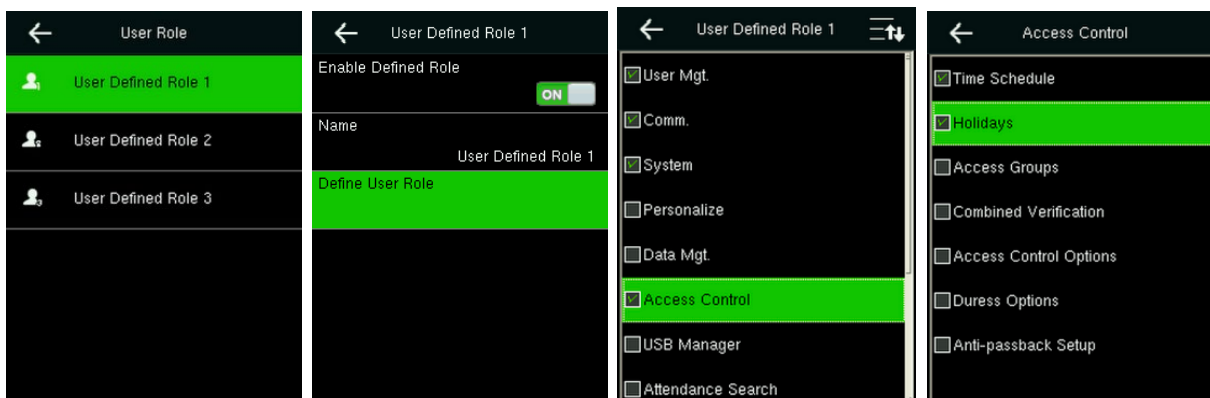 User Role
User Defined Role 1
User Defined Role 2
User Defined Role 3
User Defined Role 1
Enable Defined Role
ON
Name
User Defined Role 1
Define User Role
User Defined Role 1
User Mgt.
Comm.
System
Personalize
Data Mgt.
Access Control
USB Manager
Attendance Search
Access Control
Time Schedule
Holidays
Access Groups
Combined Verification
Access Control Options
Duress Options
Anti-passback Setup